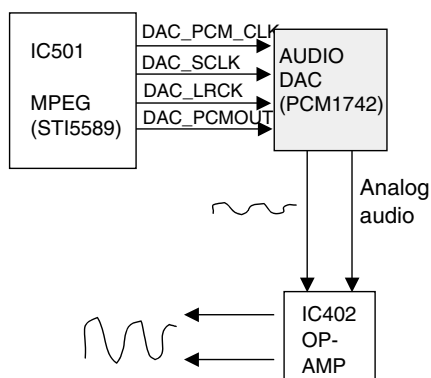 IC501
MPEG
(STI5589)
DAC_PCM_CLK
DAC_SCLK
DAC_LRCK
DAC_PCMOUT
AUDIO
DAC
(PCM1742)
Analog
audio
IC402
OP-
AMP